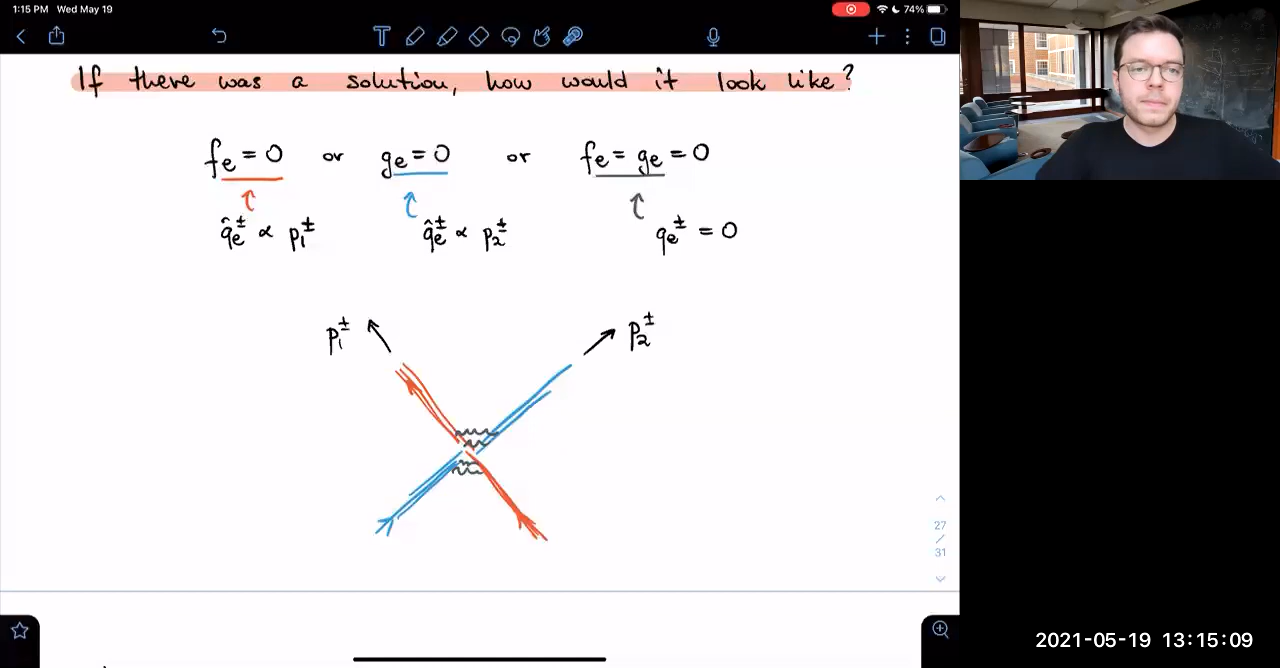 1:15 PM Wed May 19
74%
If there was a solution, how would it look like?
fe = 0 or ge = 0 or fe = ge = 0
q̂e± ∝ p1± q̂e± ∝ p2± qe± = 0
p1± p2±
27
/
31
2021-05-19 13:15:09